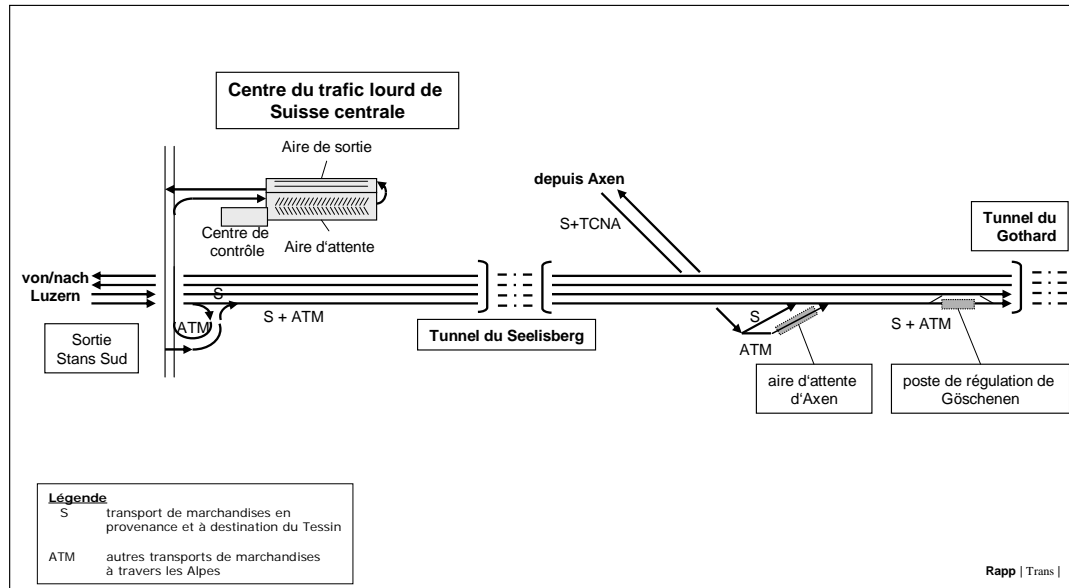 Centre du trafic lourd de
Suisse centrale
Aire de sortie
depuis Axen
S+TCNA
Tunnel du
Gothard
Centre de
contrôle
Aire d'attente
von/nach
Luzern
S
ATM
S + ATM
Sortie
Stans Sud
Tunnel du Seelisberg
S
ATM
S + ATM
aire d'attente
d'Axen
poste de régulation de
Göschenen
Légende
S transport de marchandises en
provenance et à destination du Tessin
ATM autres transports de marchandises
à travers les Alpes
Rapp | Trans |